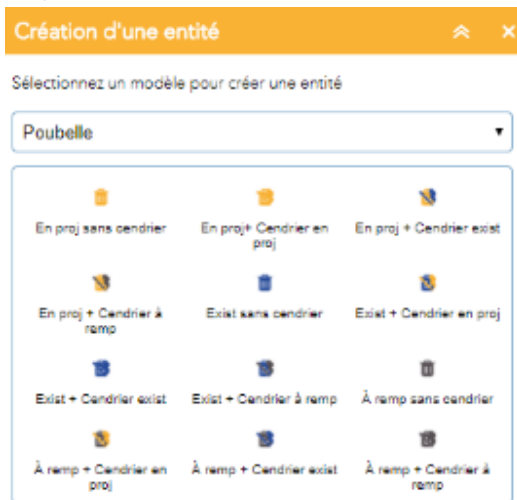 Création d'une entité
Sélectionnez un modèle pour créer une entité
Poubelle
En proj sans cendrier
En proj+ Cendrier en
proj
En proj + Cendrier exist
En proj + Cendrier à
remp
Exist sans cendrier
Exist + Cendrier en proj
Exist + Cendrier exist
Exist + Cendrier à remp
À remp sans cendrier
À remp + Cendrier en
proj
À remp + Cendrier exist
À remp + Cendrier à
remp